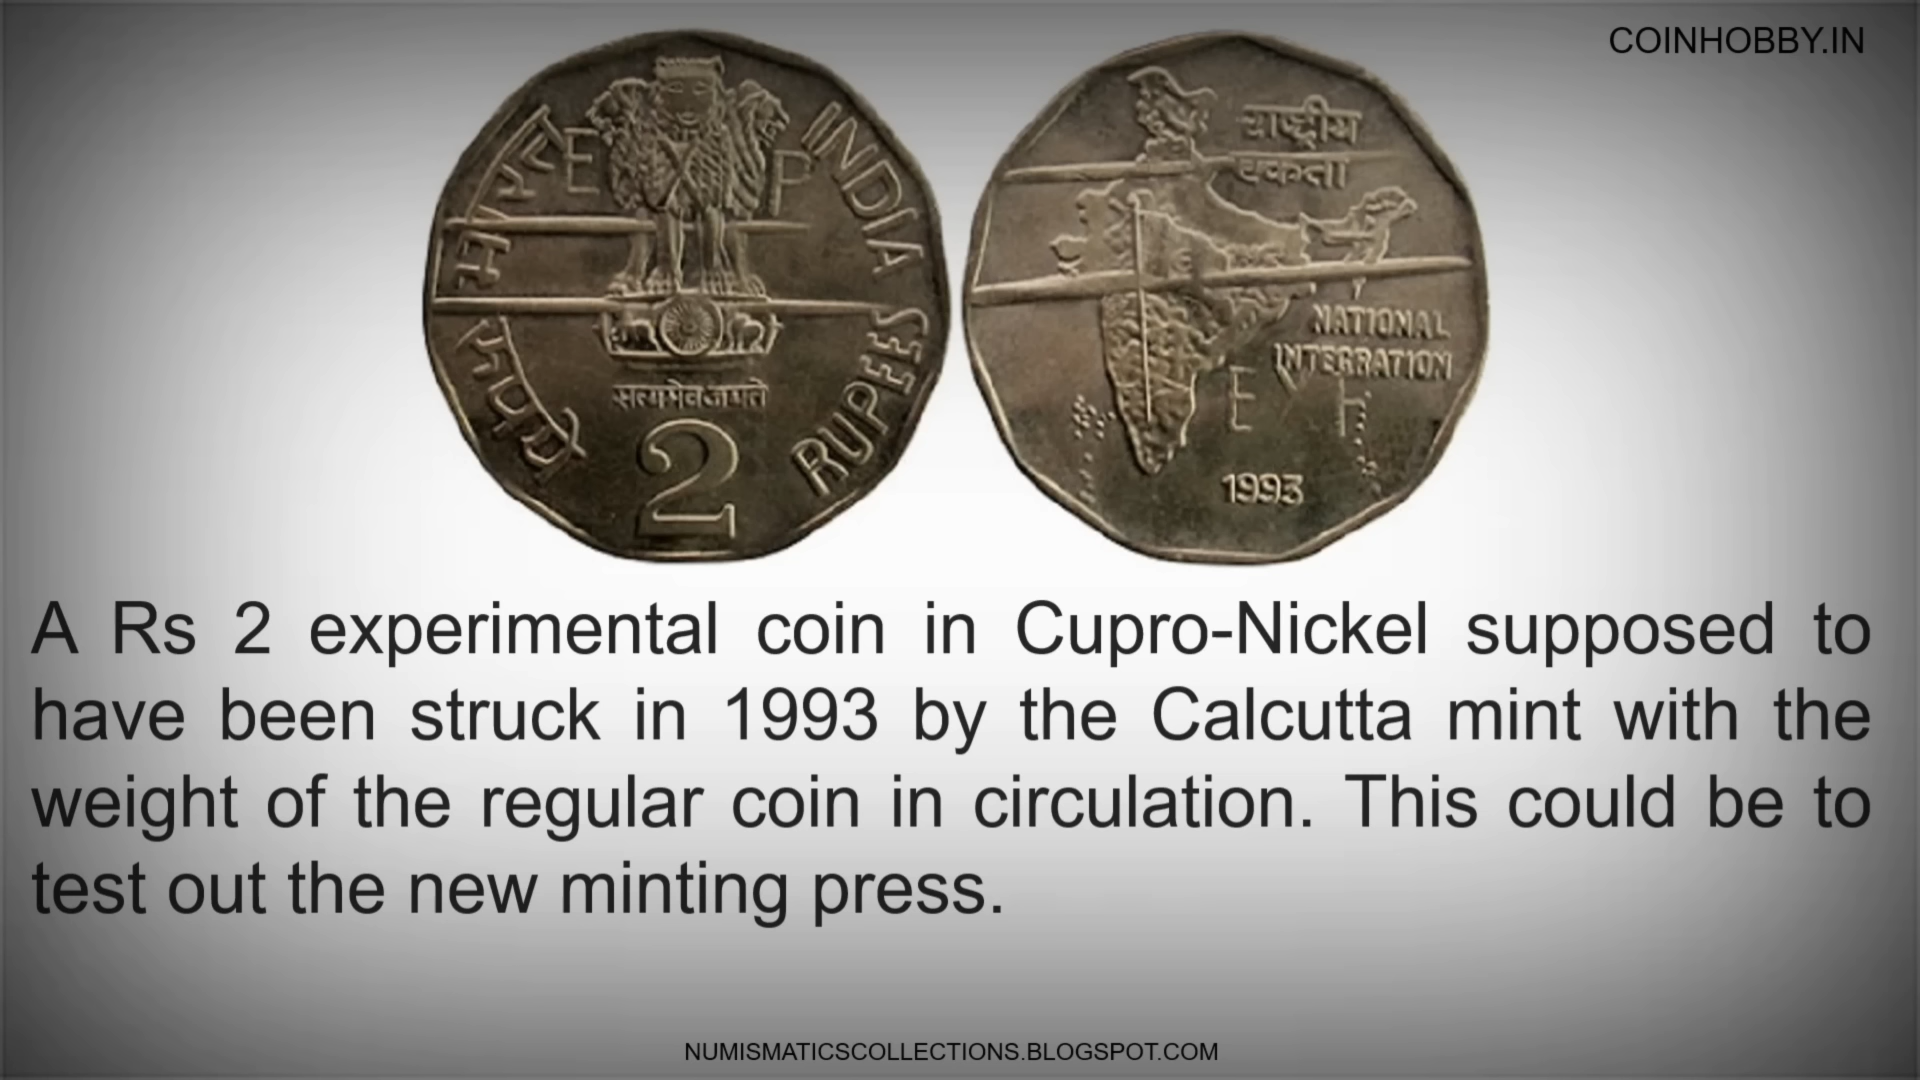 COINHOBBY.IN
भारत
E P
INDIA
रुपये
RUPEES
सत्यमेव जयते
2
राष्ट्रीय
एकता
NATIONAL
INTEGRATION
E
1993
A Rs 2 experimental coin in Cupro-Nickel supposed to
have been struck in 1993 by the Calcutta mint with the
weight of the regular coin in circulation. This could be to
test out the new minting press.
NUMISMATICSCOLLECTIONS.BLOGSPOT.COM